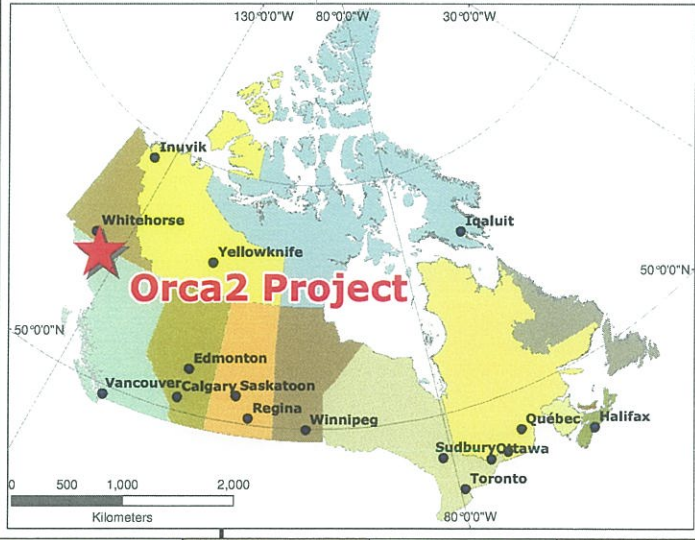 130°0'0"W
80°0'0"W
30°0'0"W
Inuvik
Whitehorse
Iqaluit
Yellowknife
50°0'0"N
Orca2 Project
50°0'0"N
Edmonton
Vancouver
Calgary
Saskatoon
Regina
Winnipeg
Québec
Halifax
Sudbury
Ottawa
Toronto
0 500 1,000 2,000
Kilometers
80°0'0"W